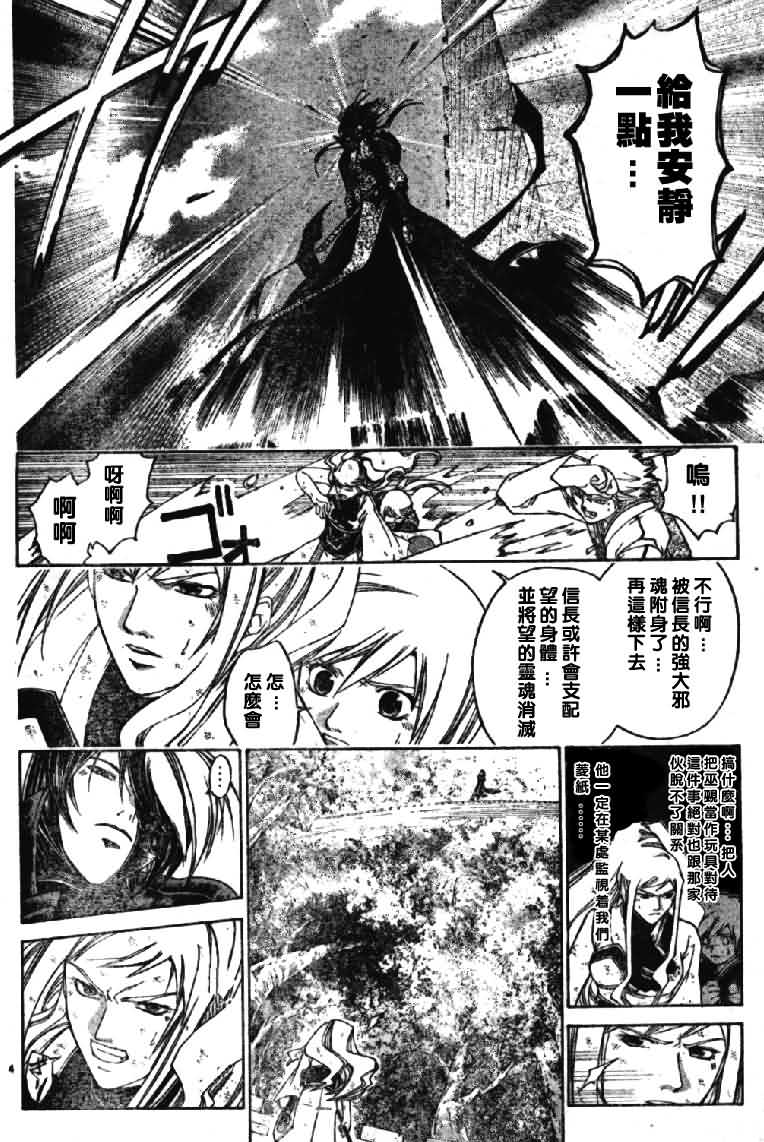 給我安靜
一點…
嗚!!
ゴオ
呀啊啊
啊啊
不行啊…
被信長的強大邪
魂附身了…
再這樣下去
信長或許會支配
望的身體…
並將望的靈魂消滅
怎…
怎麼會
搞什麼啊…把人
把巫覡當作玩具對待
這件事絕對也跟那家
伙脫不了關系
他一定在某處監視着我們
菱紙……
…
4